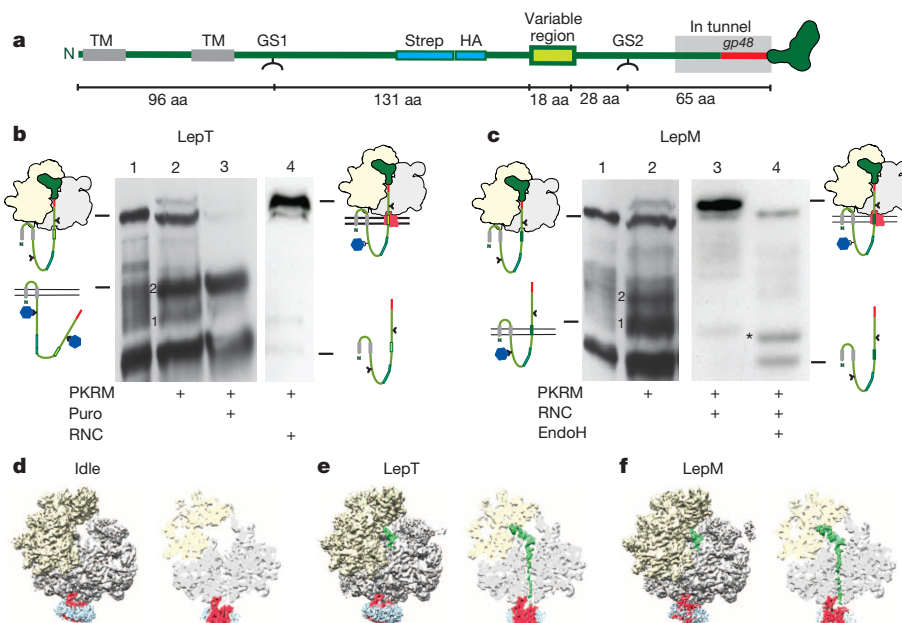 a
N TM TM GS1 Strep HA Variable region GS2 In tunnel gp48
96 aa 131 aa 18 aa 28 aa 65 aa
b LepT
1 2 3 4
N
2
1
N
N
N
PKRM + + +
Puro +
RNC +
c LepM
1 2 3 4
N
2
1
N
*
N
N
PKRM + + +
RNC + +
EndoH +
d Idle
e LepT
f LepM